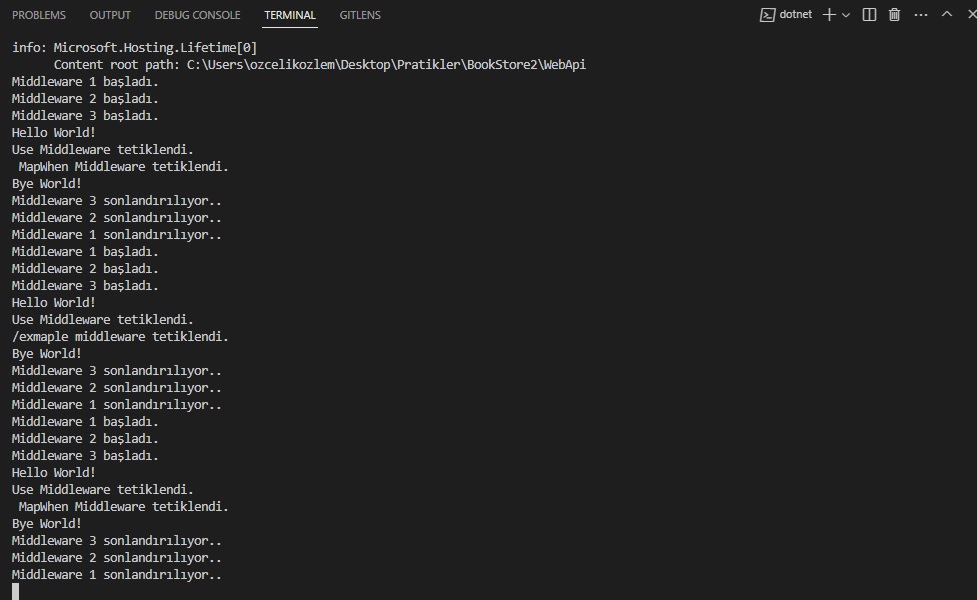 PROBLEMS OUTPUT DEBUG CONSOLE TERMINAL GITLENS dotnet
info: Microsoft.Hosting.Lifetime[0]
Content root path: C:\Users\ozcelikozlem\Desktop\Pratikler\BookStore2\WebApi
Middleware 1 başladı.
Middleware 2 başladı.
Middleware 3 başladı.
Hello World!
Use Middleware tetiklendi.
MapWhen Middleware tetiklendi.
Bye World!
Middleware 3 sonlandırılıyor..
Middleware 2 sonlandırılıyor..
Middleware 1 sonlandırılıyor..
Middleware 1 başladı.
Middleware 2 başladı.
Middleware 3 başladı.
Hello World!
Use Middleware tetiklendi.
/exmaple middleware tetiklendi.
Bye World!
Middleware 3 sonlandırılıyor..
Middleware 2 sonlandırılıyor..
Middleware 1 sonlandırılıyor..
Middleware 1 başladı.
Middleware 2 başladı.
Middleware 3 başladı.
Hello World!
Use Middleware tetiklendi.
MapWhen Middleware tetiklendi.
Bye World!
Middleware 3 sonlandırılıyor..
Middleware 2 sonlandırılıyor..
Middleware 1 sonlandırılıyor..